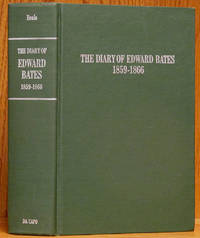 Beale
THE DIARY OF
EDWARD
BATES
1859-1866
DA CAPO
THE DIARY OF EDWARD BATES
1859-1866